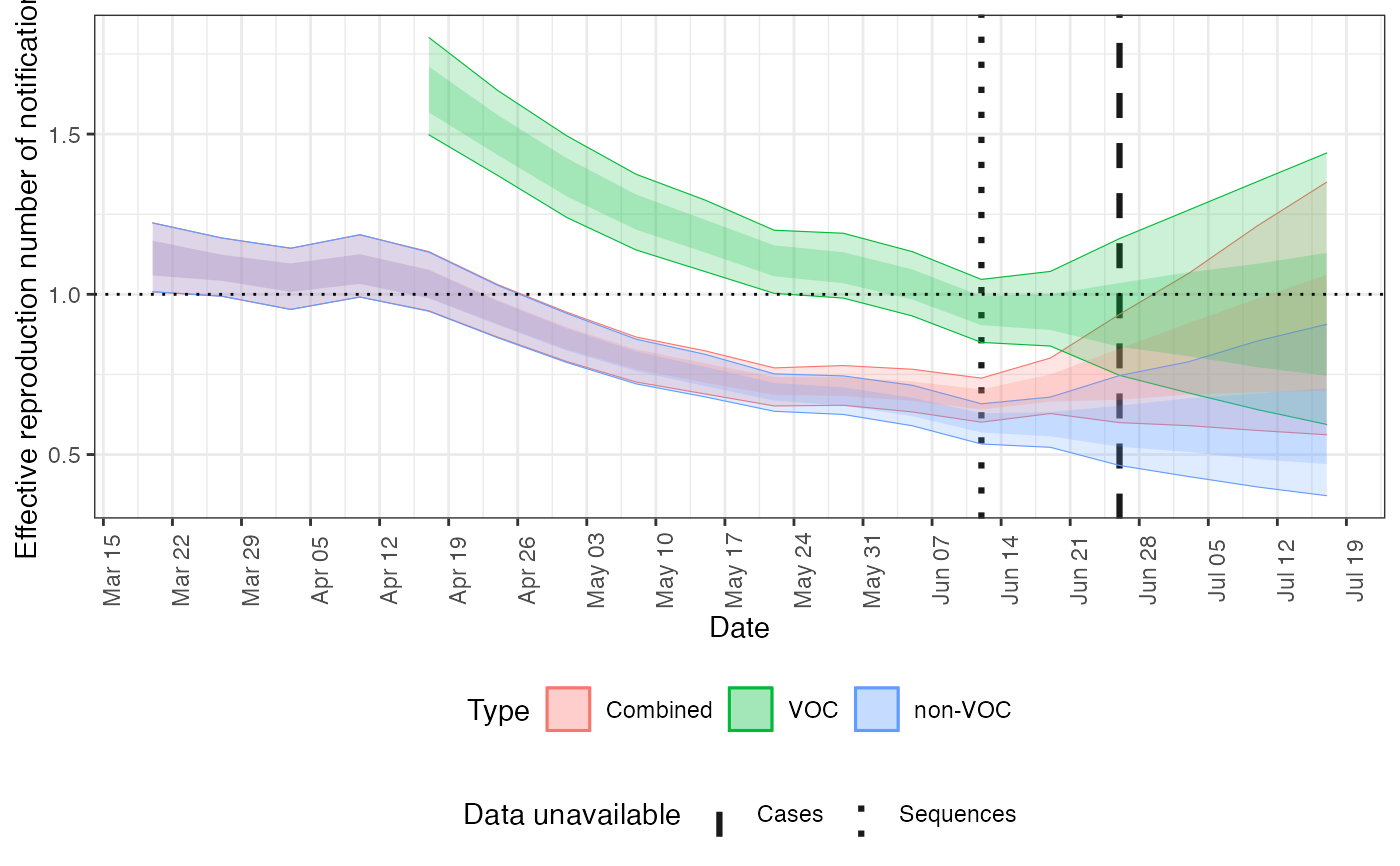 Effective reproduction number of notification
1.5
1.0
0.5
Mar 15
Mar 22
Mar 29
Apr 05
Apr 12
Apr 19
Apr 26
May 03
May 10
May 17
May 24
May 31
Jun 07
Jun 14
Jun 21
Jun 28
Jul 05
Jul 12
Jul 19
Date
Type Combined VOC non-VOC
Data unavailable Cases Sequences